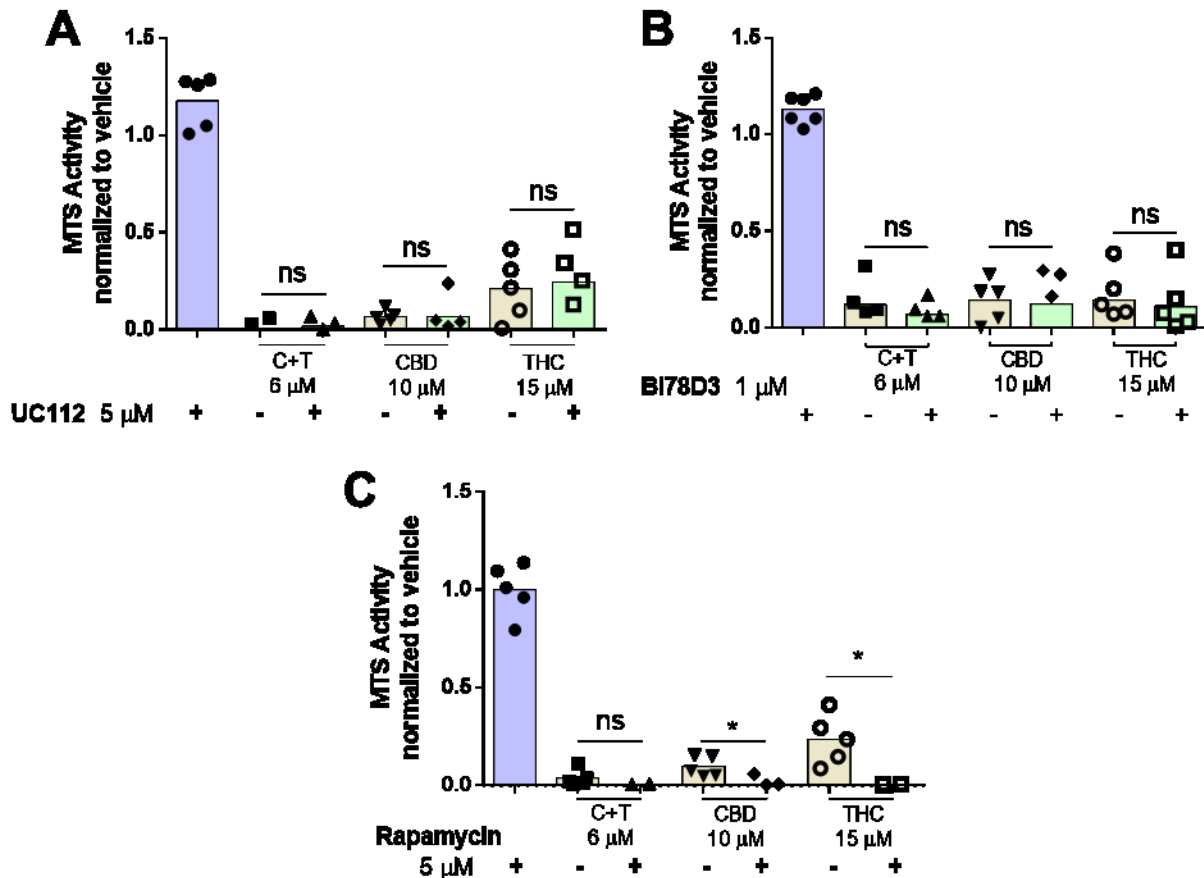 A
MTS Activity
normalized to vehicle
1.5
1.0
0.5
0.0
ns
ns
ns
C+T
6 μM
CBD
10 μM
THC
15 μM
UC112 5 μM + - + - + - +
B
MTS Activity
normalized to vehicle
1.5
1.0
0.5
0.0
ns
ns
ns
C+T
6 μM
CBD
10 μM
THC
15 μM
BI78D3 1 μM
+ - + - + - +
C
MTS Activity
normalized to vehicle
1.5
1.0
0.5
0.0
ns
*
*
C+T
6 μM
CBD
10 μM
THC
15 μM
Rapamycin
5 μM + - + - + - +